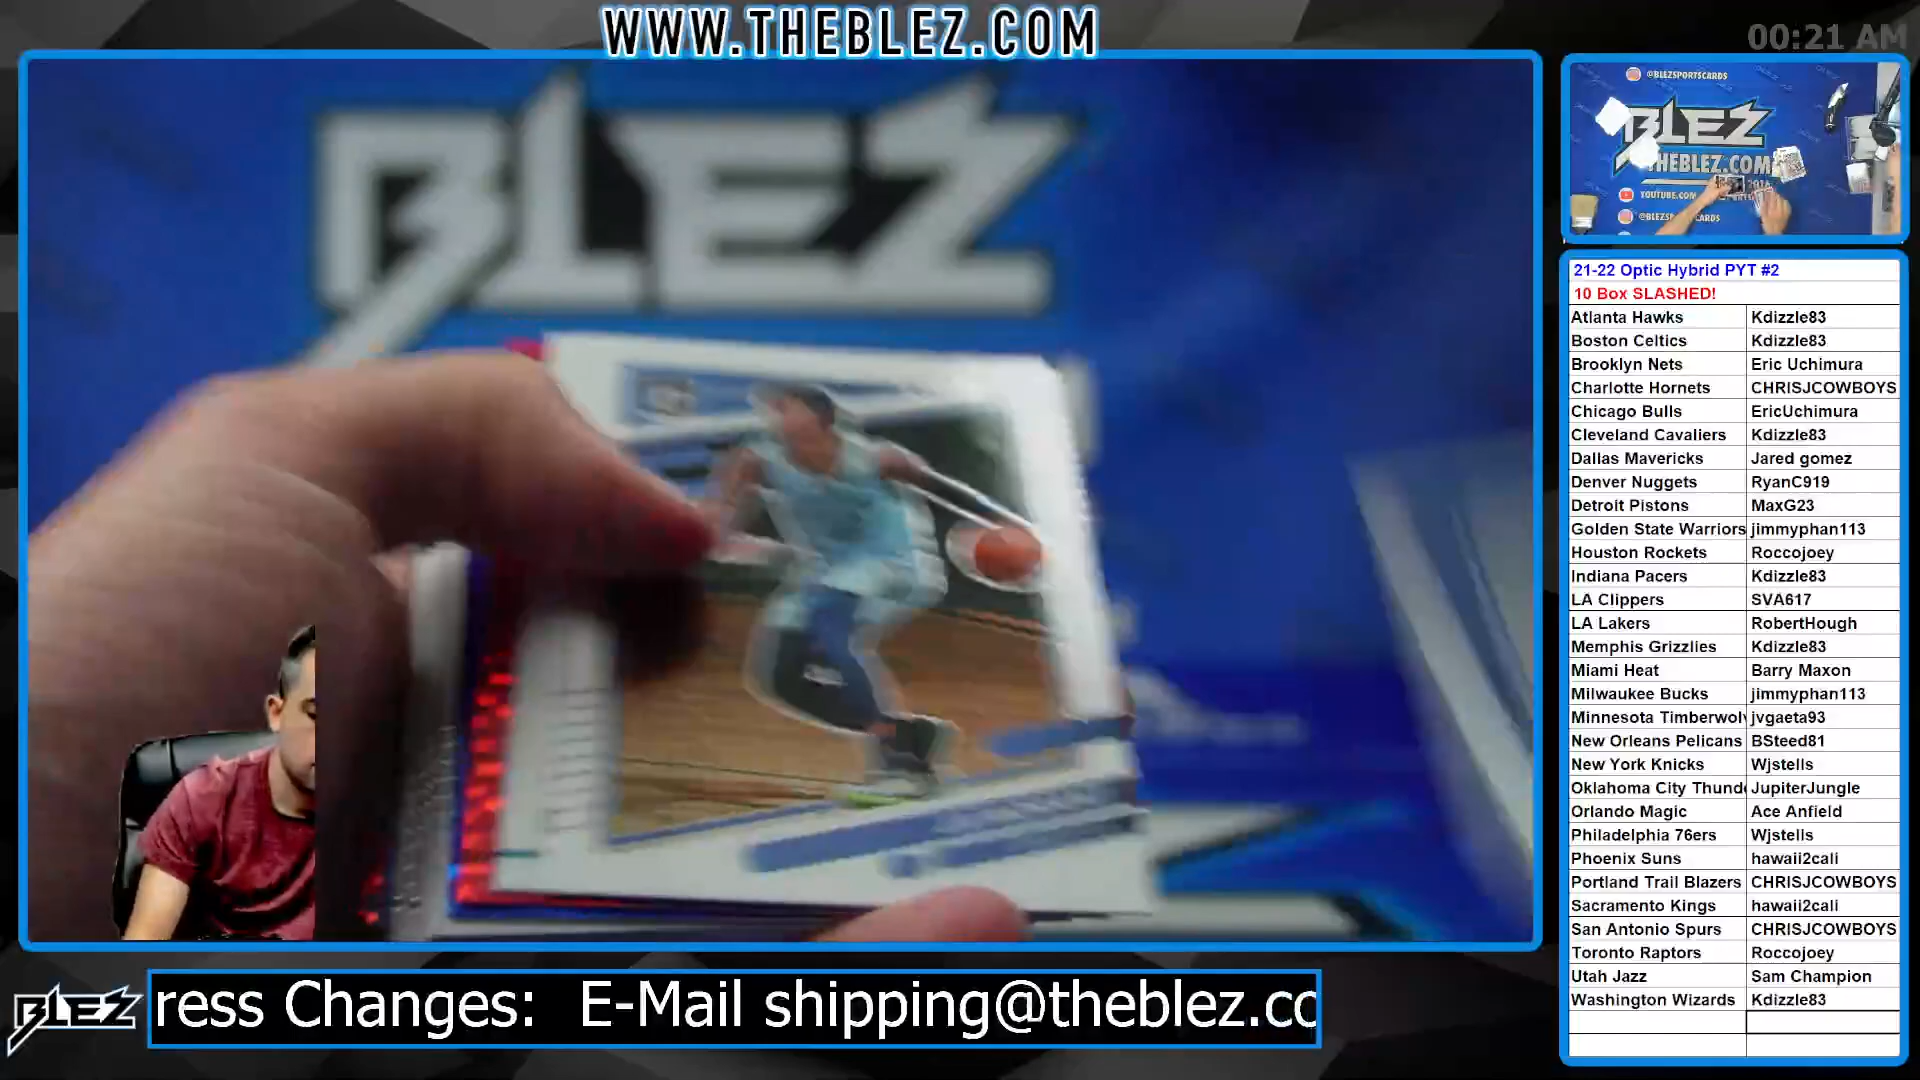 WWW.THEBLEZ.COM
00:21 AM
BLEZ
@BLEZSPORTSCARDS
BLEZ
THEBLEZ.COM
YOUTUBE.COM
21-22 Optic Hybrid PYT #2
10 Box SLASHED!
Atlanta Hawks Kdizzle83
Boston Celtics Kdizzle83
Brooklyn Nets Eric Uchimura
Charlotte Hornets CHRISJCOWBOYS
Chicago Bulls EricUchimura
Cleveland Cavaliers Kdizzle83
Dallas Mavericks Jared gomez
Denver Nuggets RyanC919
Detroit Pistons MaxG23
Golden State Warriors jimmyphan113
Houston Rockets Roccojoey
Indiana Pacers Kdizzle83
LA Clippers SVA617
LA Lakers RobertHough
Memphis Grizzlies Kdizzle83
Miami Heat Barry Maxon
Milwaukee Bucks jimmyphan113
Minnesota Timberwolv jvgaeta93
New Orleans Pelicans BSteed81
New York Knicks Wjstells
Oklahoma City Thunde JupiterJungle
Orlando Magic Ace Anfield
Philadelphia 76ers Wjstells
Phoenix Suns hawaii2cali
Portland Trail Blazers CHRISJCOWBOYS
Sacramento Kings hawaii2cali
San Antonio Spurs CHRISJCOWBOYS
Toronto Raptors Roccojoey
Utah Jazz Sam Champion
Washington Wizards Kdizzle83
BLEZ
ress Changes: E-Mail shipping@theblez.co